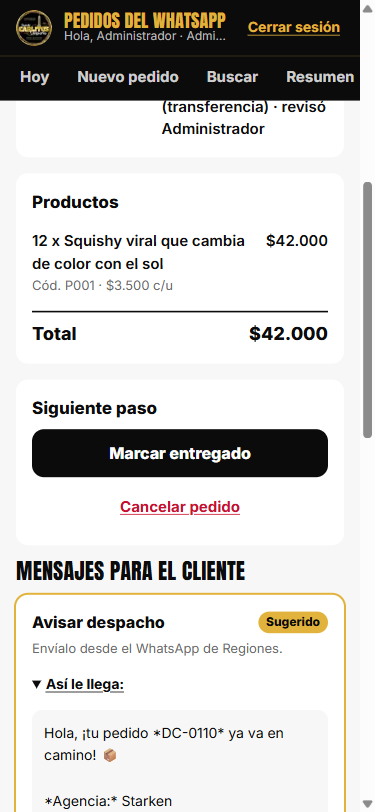 PEDIDOS DEL WHATSAPP
Hola, Administrador · Admi...
Cerrar sesión
Hoy Nuevo pedido Buscar Resumen
(transferencia) · revisó
Administrador
Productos
12 x Squishy viral que cambia $42.000
de color con el sol
Cód. P001 · $3.500 c/u
Total $42.000
Siguiente paso
Marcar entregado
Cancelar pedido
MENSAJES PARA EL CLIENTE
Avisar despacho Sugerido
Envíalo desde el WhatsApp de Regiones.
▼ Así le llega:
Hola, ¡tu pedido *DC-0110* ya va en
camino! 📦
*Agencia:* Starken